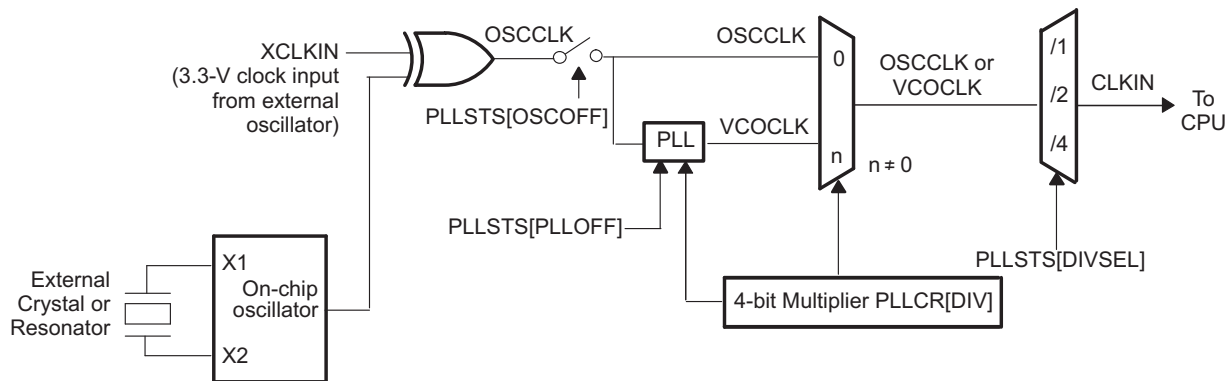 XCLKIN
(3.3-V clock input
from external
oscillator)
OSCCLK
PLLSTS[OSCOFF]
OSCCLK
0
PLL
VCOCLK
n
n ≠ 0
OSCCLK or
VCOCLK
/1
/2
/4
CLKIN
To
CPU
PLLSTS[PLLOFF]
PLLSTS[DIVSEL]
4-bit Multiplier PLLCR[DIV]
External
Crystal or
Resonator
X1
On-chip
oscillator
X2